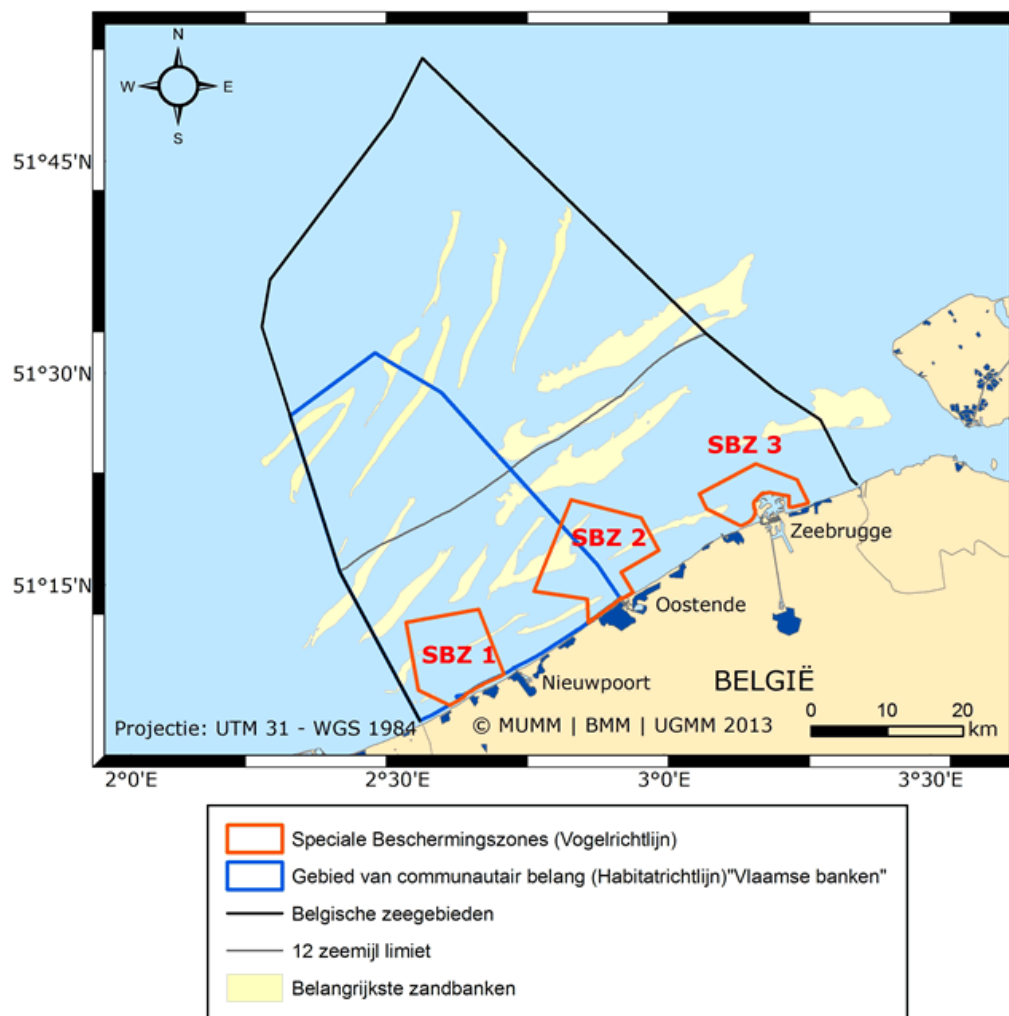 N
W E
S
51°45'N
51°30'N
51°15'N
SBZ 3
Zeebrugge
SBZ 2
Oostende
SBZ 1
Nieuwpoort
BELGIË
Projectie: UTM 31 - WGS 1984
© MUMM | BMM | UGMM 2013
0 10 20
km
2°0'E 2°30'E 3°0'E 3°30'E
Speciale Beschermingszones (Vogelrichtlijn)
Gebied van communautair belang (Habitatrichtlijn)"Vlaamse banken"
Belgische zeegebieden
12 zeemijl limiet
Belangrijkste zandbanken